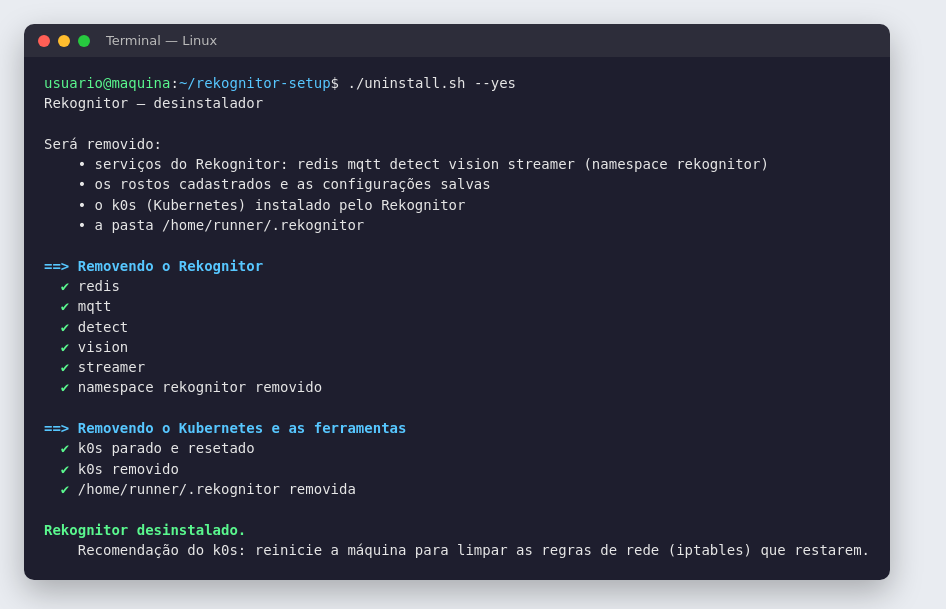 Terminal — Linux
usuario@maquina:~/rekognitor-setup$ ./uninstall.sh --yes
Rekognitor — desinstalador
Será removido:
• serviços do Rekognitor: redis mqtt detect vision streamer (namespace rekognitor)
• os rostos cadastrados e as configurações salvas
• o k0s (Kubernetes) instalado pelo Rekognitor
• a pasta /home/runner/.rekognitor
==> Removendo o Rekognitor
✔ redis
✔ mqtt
✔ detect
✔ vision
✔ streamer
✔ namespace rekognitor removido
==> Removendo o Kubernetes e as ferramentas
✔ k0s parado e resetado
✔ k0s removido
✔ /home/runner/.rekognitor removida
Rekognitor desinstalado.
Recomendação do k0s: reinicie a máquina para limpar as regras de rede (iptables) que restarem.